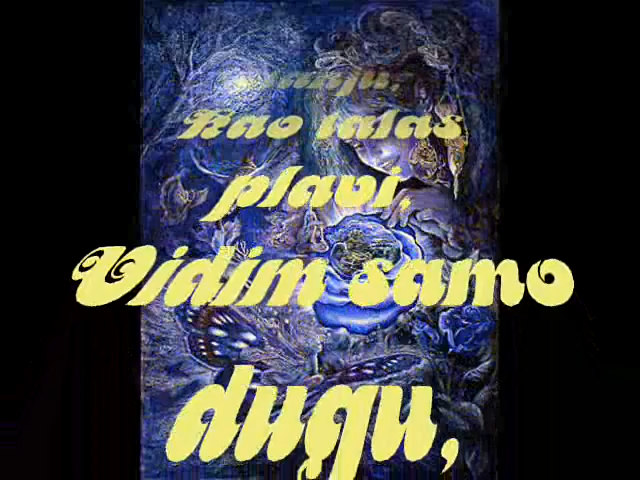 Kao talas
plavi,
Vidim samo
dugu,